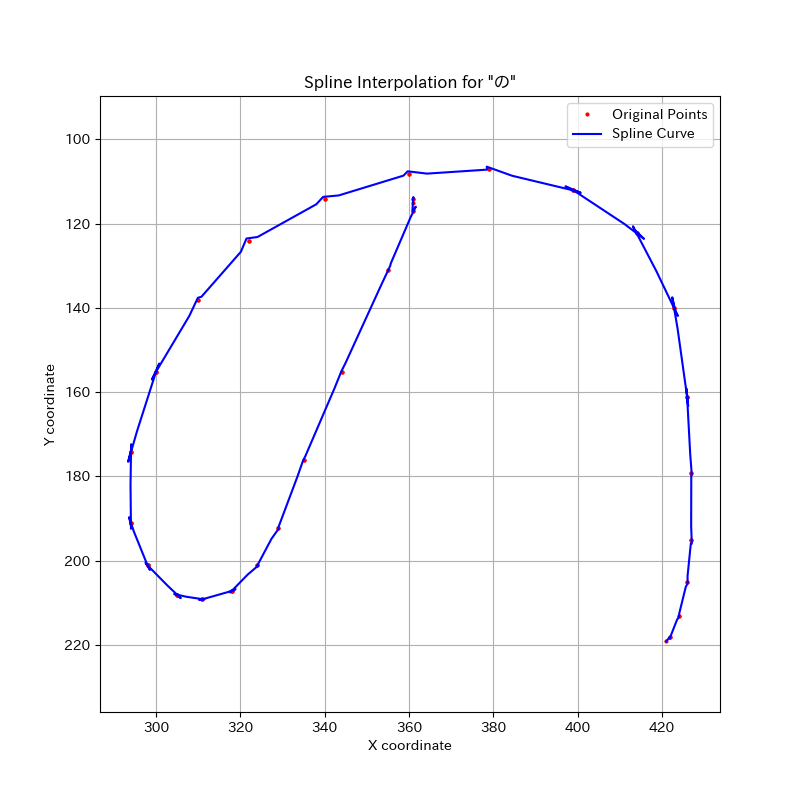 Spline Interpolation for "の"
Original Points
Spline Curve
Y coordinate
100
120
140
160
180
200
220
300 320 340 360 380 400 420
X coordinate